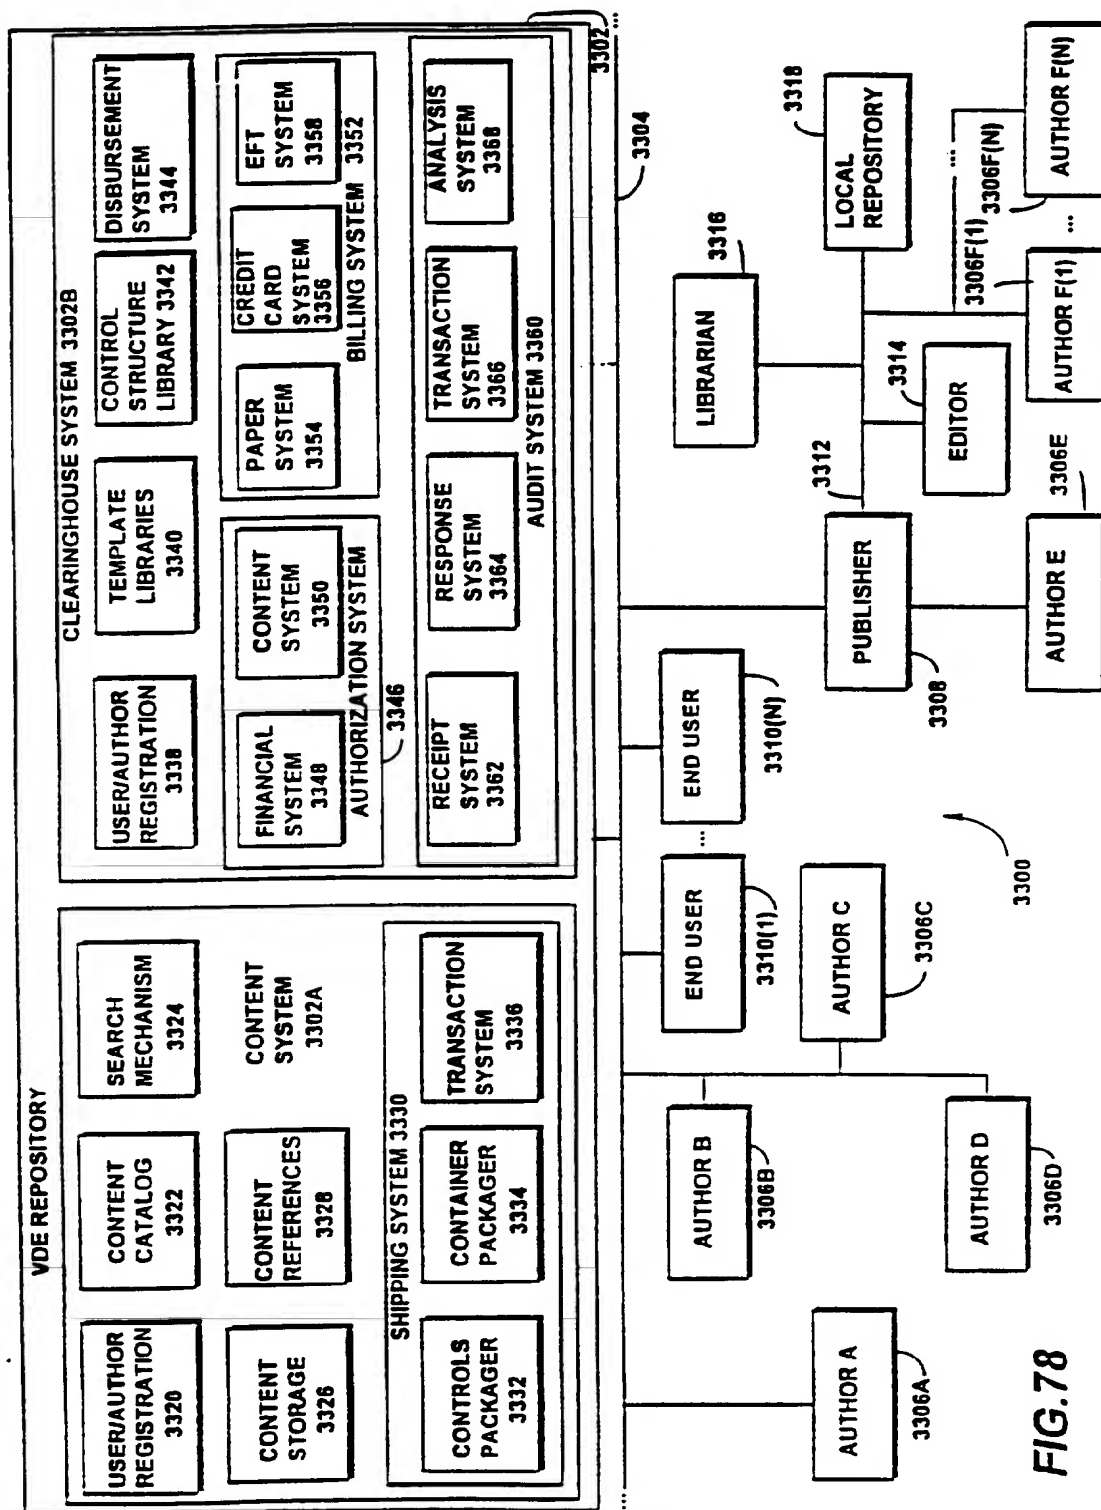 VDE REPOSITORY
USER/AUTHOR
REGISTRATION
3320
CONTENT
CATALOG
3322
SEARCH
MECHANISM
3324
CONTENT
STORAGE
3326
CONTENT
REFERENCES
3328
CONTENT
SYSTEM
3302A
SHIPPING SYSTEM 3330
CONTROLS
PACKAGER
3332
CONTAINER
PACKAGER
3334
TRANSACTION
SYSTEM
3336
CLEARINGHOUSE SYSTEM 3302B
USER/AUTHOR
REGISTRATION
3338
TEMPLATE
LIBRARIES
3340
CONTROL
STRUCTURE
LIBRARY 3342
DISBURSEMENT
SYSTEM
3344
FINANCIAL
SYSTEM
3348
CONTENT
SYSTEM
3350
AUTHORIZATION SYSTEM
3346
PAPER
SYSTEM
3354
CREDIT
CARD
SYSTEM
3356
EFT
SYSTEM
3358
BILLING SYSTEM 3352
RECEIPT
SYSTEM
3362
RESPONSE
SYSTEM
3364
TRANSACTION
SYSTEM
3366
ANALYSIS
SYSTEM
3368
AUDIT SYSTEM 3360
3302
...
...
3304
AUTHOR A
3306A
AUTHOR B
3306B
AUTHOR C
3306C
AUTHOR D
3306D
END USER
3310(1)
...
END USER
3310(N)
PUBLISHER
3308
3312
AUTHOR E
3306E
LIBRARIAN
3316
EDITOR
3314
LOCAL
REPOSITORY
3318
AUTHOR F(1)
3306F(1)
...
...
AUTHOR F(N)
3306F(N)
3300
FIG.78